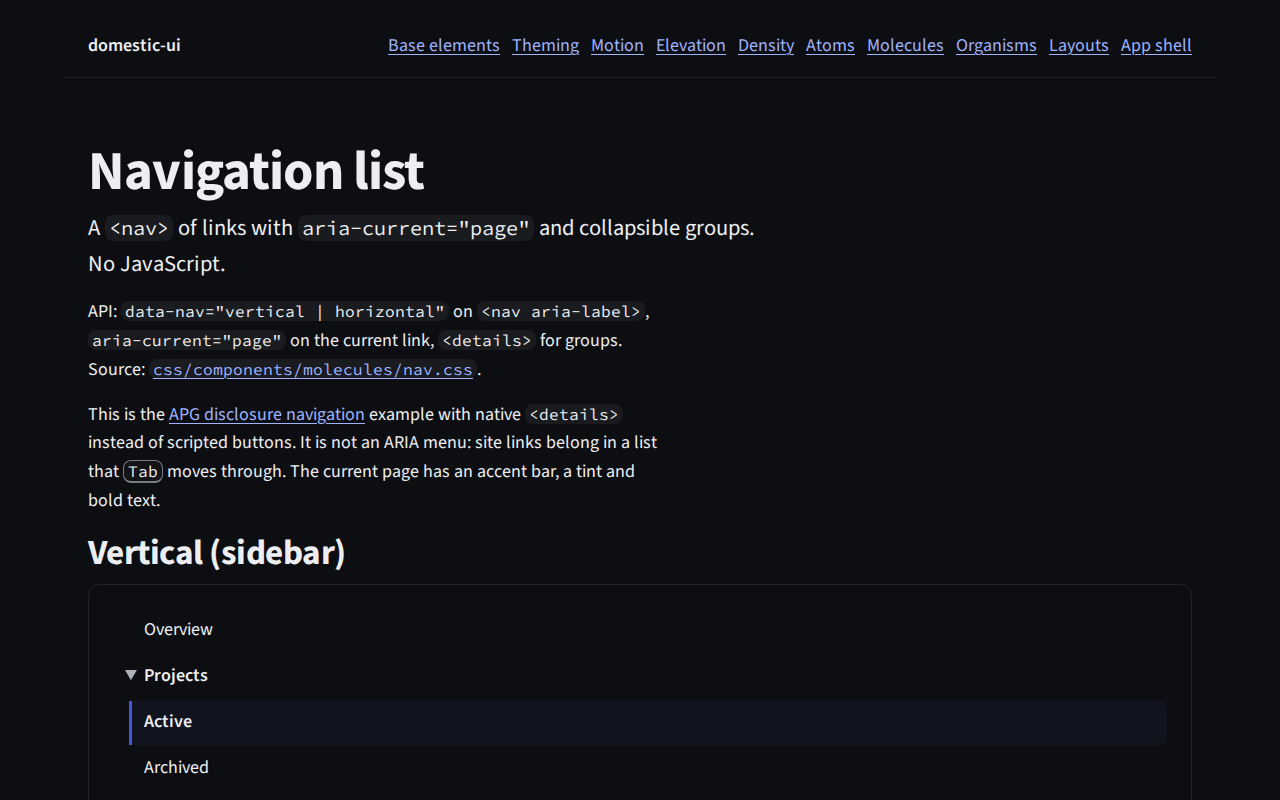 domestic-ui
Base elements Theming Motion Elevation Density Atoms Molecules Organisms Layouts App shell
Navigation list
A <nav> of links with aria-current="page" and collapsible groups.
No JavaScript.
API: data-nav="vertical | horizontal" on <nav aria-label>,
aria-current="page" on the current link, <details> for groups.
Source: css/components/molecules/nav.css.
This is the APG disclosure navigation example with native <details>
instead of scripted buttons. It is not an ARIA menu: site links belong in a list
that Tab moves through. The current page has an accent bar, a tint and
bold text.
Vertical (sidebar)
Overview
Projects
Active
Archived